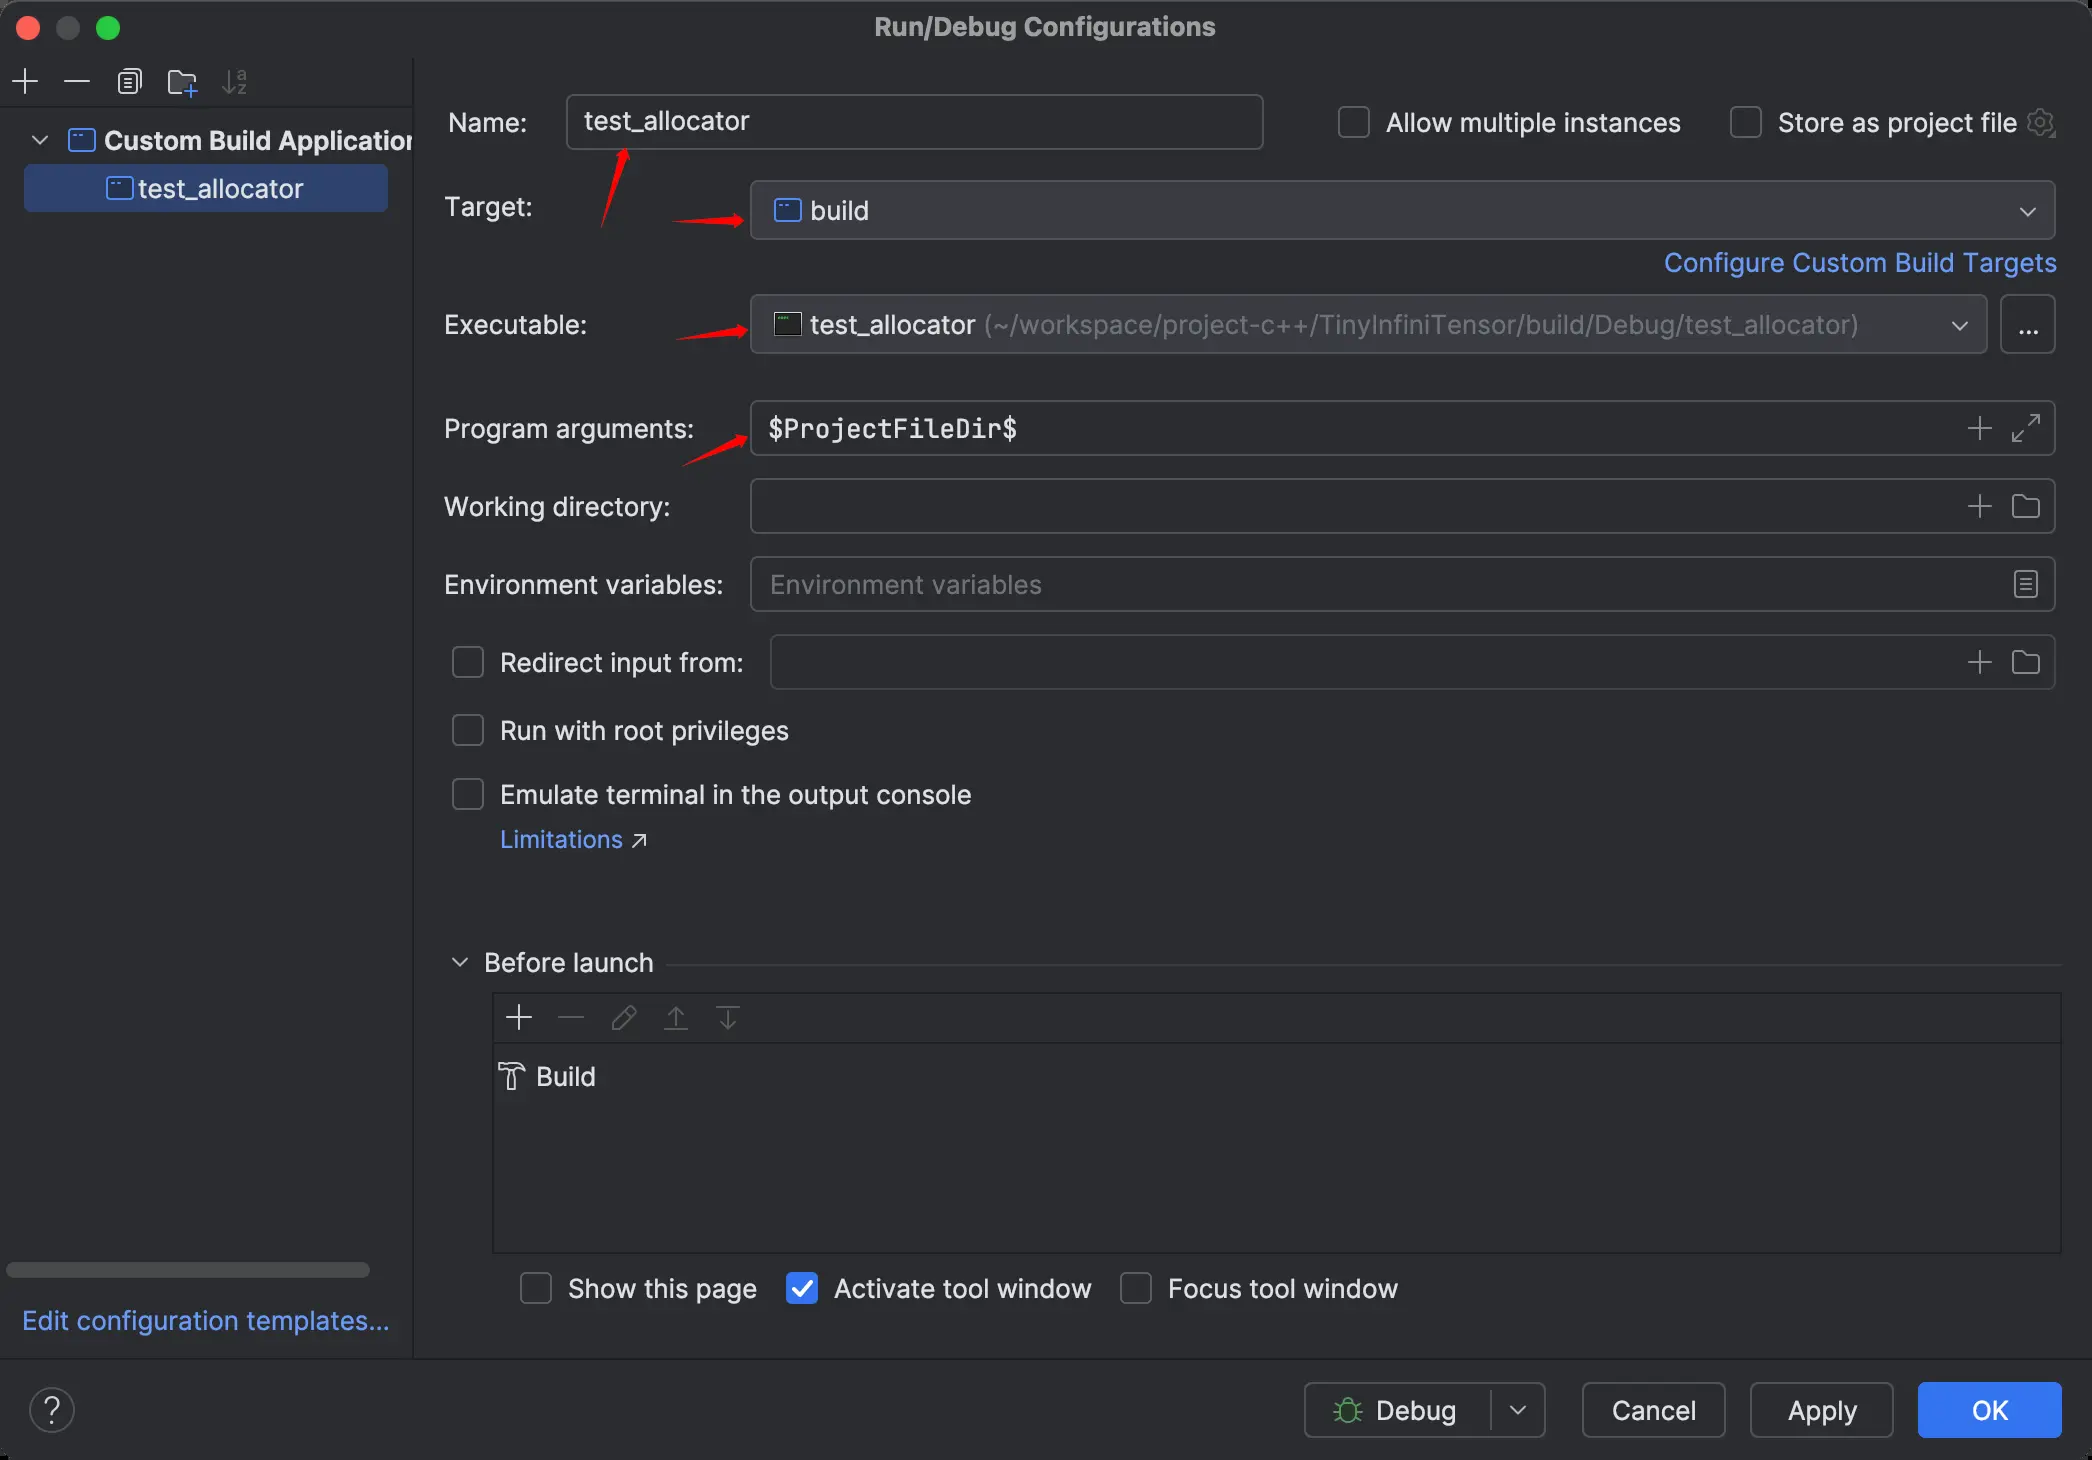 Run/Debug Configurations
Custom Build Application
test_allocator
Name: test_allocator Allow multiple instances Store as project file
Target: build
Configure Custom Build Targets
Executable: test_allocator (~/workspace/project-c++/TinyInfiniTensor/build/Debug/test_allocator) ...
Program arguments: $ProjectFileDir$
Working directory:
Environment variables: Environment variables
Redirect input from:
Run with root privileges
Emulate terminal in the output console
Limitations ↗
Before launch
Build
Show this page Activate tool window Focus tool window
Edit configuration templates...
? Debug Cancel Apply OK